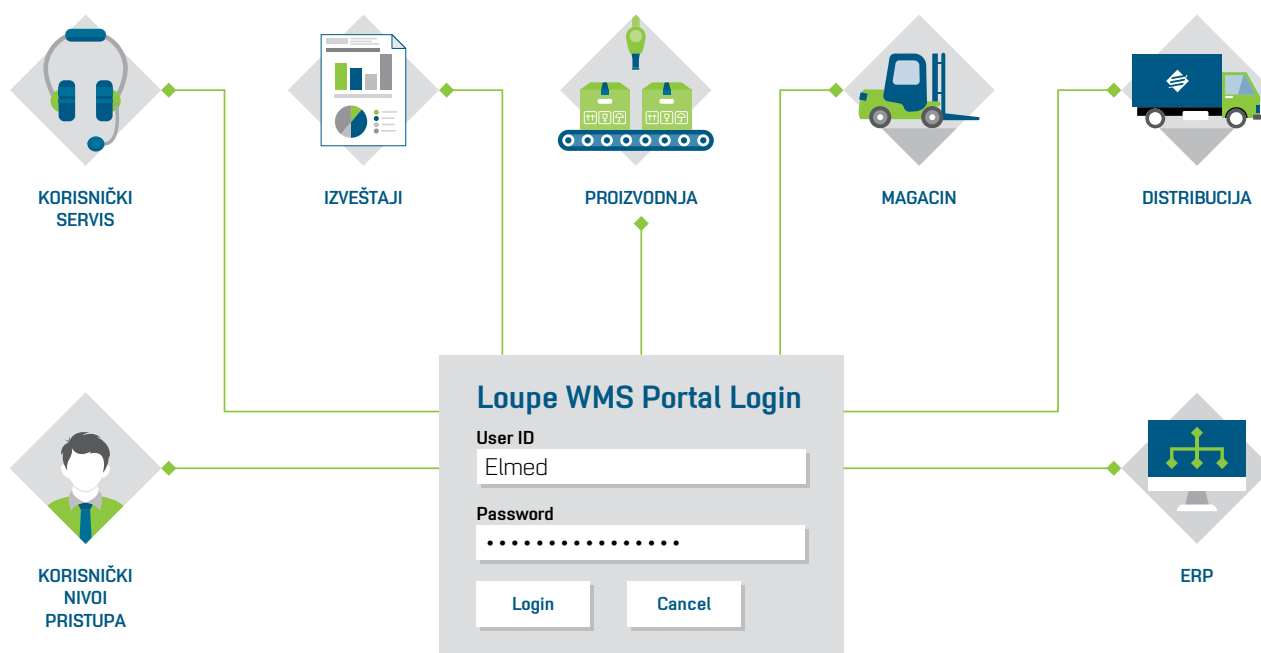 KORISNIČKI
SERVIS
IZVEŠTAJI
PROIZVODNJA
MAGACIN
DISTRIBUCIJA
Loupe WMS Portal Login
User ID
Elmed
Password
••••••••••••••••
Login
Cancel
KORISNIČKI
NIVOI
PRISTUPA
ERP